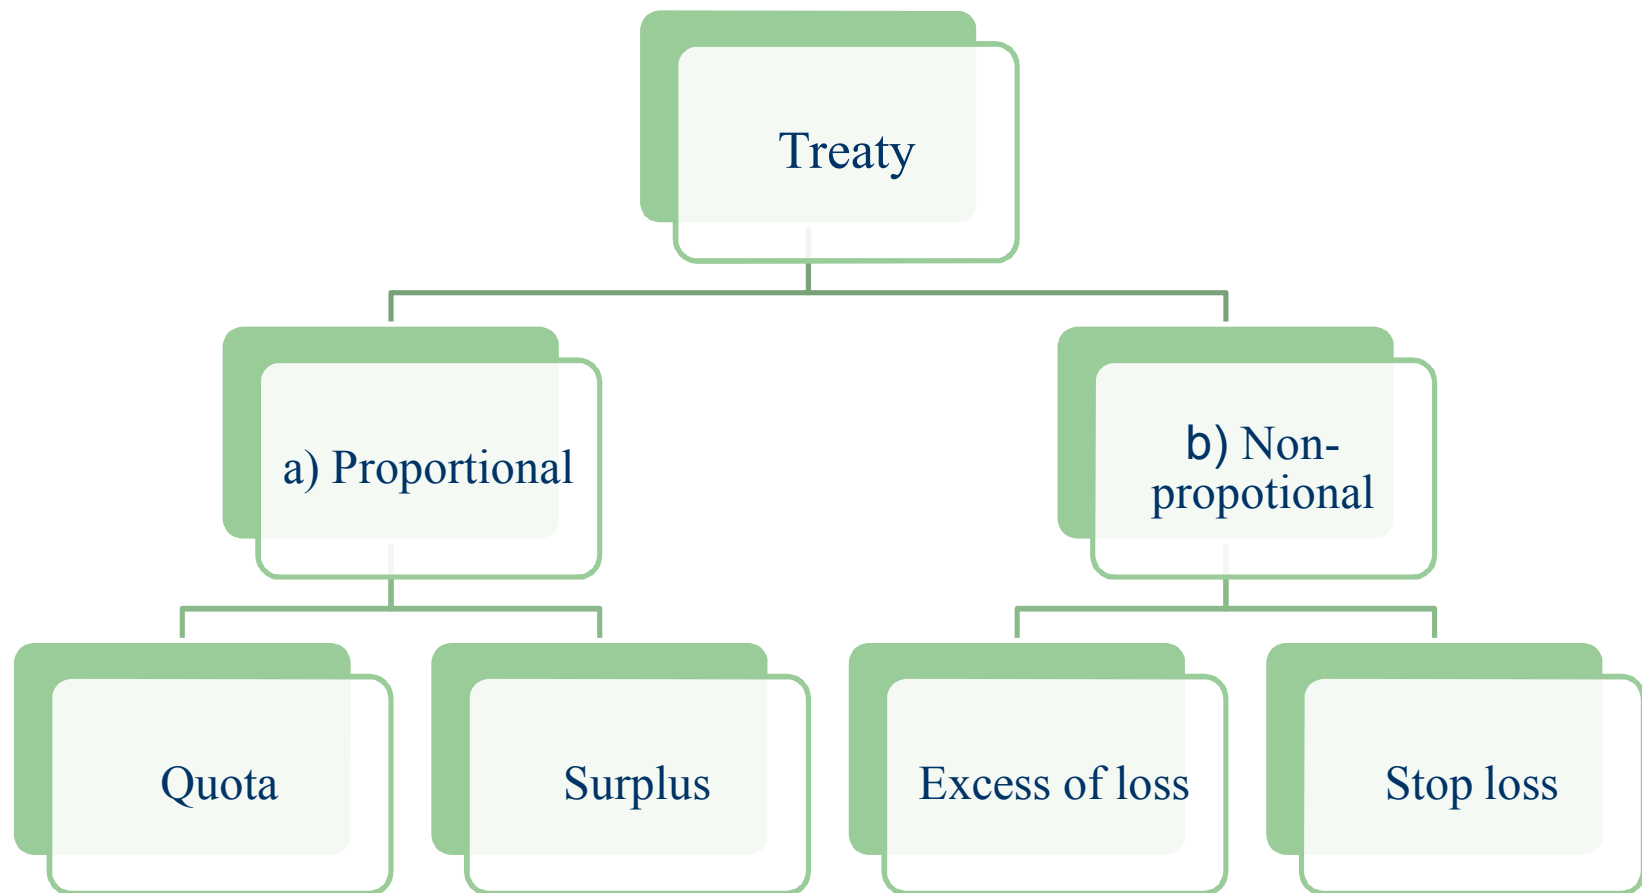 Treaty
a) Proportional
b) Non-
propotional
Quota
Surplus
Excess of loss
Stop loss